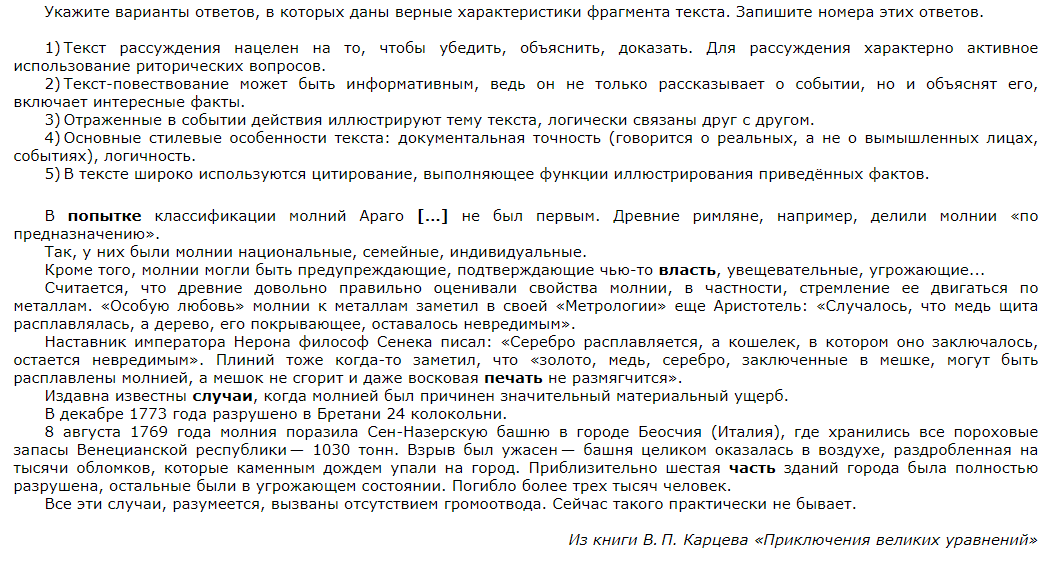 Укажите варианты ответов, в которых даны верные характеристики фрагмента текста. Запишите номера этих ответов.
1) Текст рассуждения нацелен на то, чтобы убедить, объяснить, доказать. Для рассуждения характерно активное
использование риторических вопросов.
2) Текст-повествование может быть информативным, ведь он не только рассказывает о событии, но и объяснят его,
включает интересные факты.
3) Отраженные в событии действия иллюстрируют тему текста, логически связаны друг с другом.
4) Основные стилевые особенности текста: документальная точность (говорится о реальных, а не о вымышленных лицах,
событиях), логичность.
5) В тексте широко используются цитирование, выполняющее функции иллюстрирования приведённых фактов.
В попытке классификации молний Араго [...] не был первым. Древние римляне, например, делили молнии «по
предназначению».
Так, у них были молнии национальные, семейные, индивидуальные.
Кроме того, молнии могли быть предупреждающие, подтверждающие чью-то власть, увещевательные, угрожающие...
Считается, что древние довольно правильно оценивали свойства молнии, в частности, стремление ее двигаться по
металлам. «Особую любовь» молнии к металлам заметил в своей «Метрологии» еще Аристотель: «Случалось, что медь щита
расплавлялась, а дерево, его покрывающее, оставалось невредимым».
Наставник императора Нерона философ Сенека писал: «Серебро расплавляется, а кошелек, в котором оно заключалось,
остается невредимым». Плиний тоже когда-то заметил, что «золото, медь, серебро, заключенные в мешке, могут быть
расплавлены молнией, а мешок не сгорит и даже восковая печать не размягчится».
Издавна известны случаи, когда молнией был причинен значительный материальный ущерб.
В декабре 1773 года разрушено в Бретани 24 колокольни.
8 августа 1769 года молния поразила Сен-Назерскую башню в городе Беосчия (Италия), где хранились все пороховые
запасы Венецианской республики — 1030 тонн. Взрыв был ужасен — башня целиком оказалась в воздухе, раздробленная на
тысячи обломков, которые каменным дождем упали на город. Приблизительно шестая часть зданий города была полностью
разрушена, остальные были в угрожающем состоянии. Погибло более трех тысяч человек.
Все эти случаи, разумеется, вызваны отсутствием громоотвода. Сейчас такого практически не бывает.
Из книги В. П. Карцева «Приключения великих уравнений»